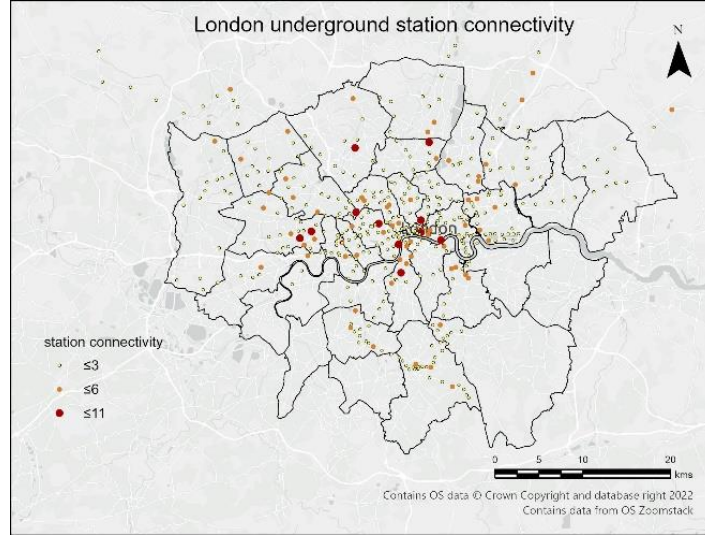 London underground station connectivity
N
London
station connectivity
≤3
≤6
≤11
0 5 10 20
kms
Contains OS data © Crown Copyright and database right 2022
Contains data from OS Zoomstack